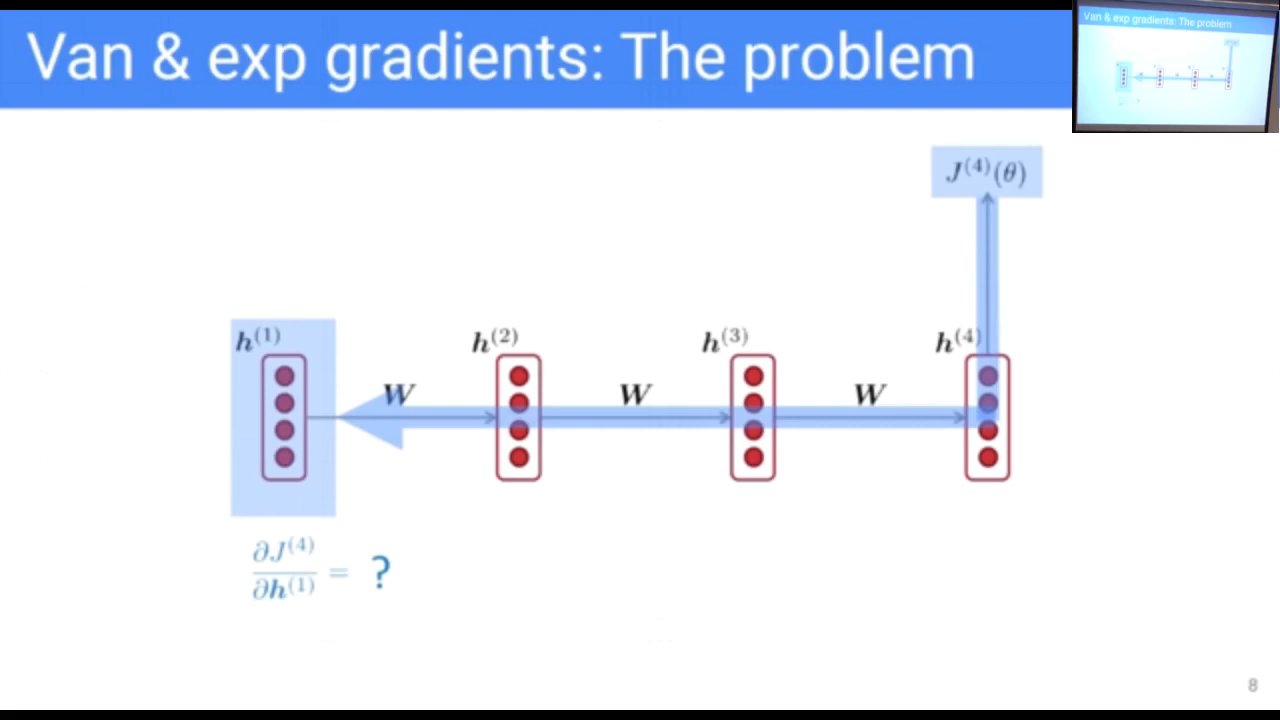 Van & exp gradients: The problem
Van & exp gradients: The problem
J^{(4)}(θ)
h^{(1)}
h^{(2)}
h^{(3)}
h^{(4)}
W
W
W
∂J^{(4)}
∂h^{(1)}
= ?
8